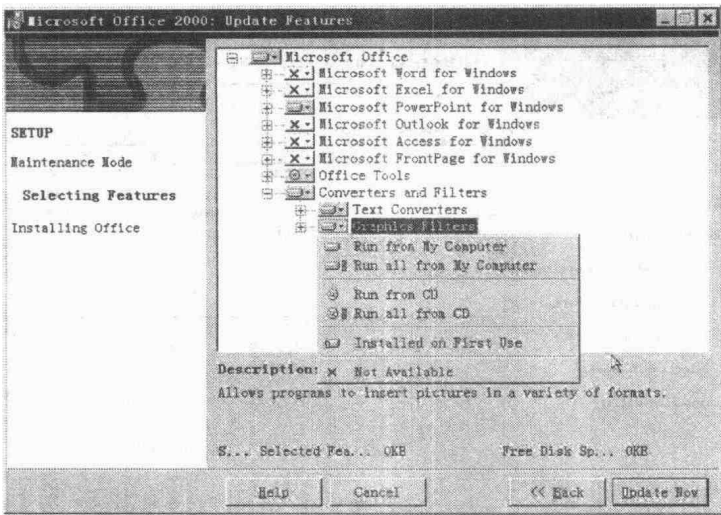 Microsoft Office 2000: Update Features
SETUP
Maintenance Mode
Selecting Features
Installing Office
Microsoft Office
Microsoft Word for Windows
Microsoft Excel for Windows
Microsoft PowerPoint for Windows
Microsoft Outlook for Windows
Microsoft Access for Windows
Microsoft FrontPage for Windows
Office Tools
Converters and Filters
Text Converters
Graphics Filters
Run from My Computer
Run all from My Computer
Run from CD
Run all from CD
Installed on First Use
Not Available
Description:
Allows programs to insert pictures in a variety of formats.
S... Selected Fea... 0KB Free Disk Sp... 0KB
Help Cancel << Back Update Now